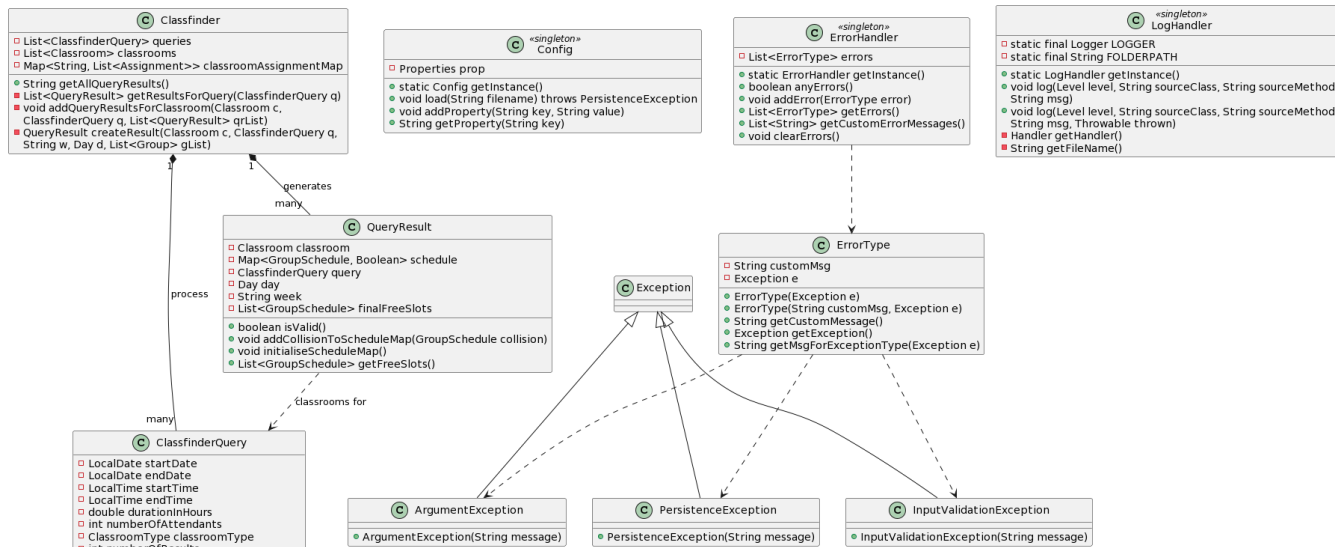 C Classfinder
List<ClassfinderQuery> queries
List<Classroom> classrooms
Map<String, List<Assignment>> classroomAssignmentMap
String getAllQueryResults()
List<QueryResult> getResultsForQuery(ClassfinderQuery q)
void addQueryResultsForClassroom(Classroom c,
ClassfinderQuery q, List<QueryResult> qrList)
QueryResult createResult(Classroom c, ClassfinderQuery q,
String w, Day d, List<Group> gList)
C «singleton»
Config
Properties prop
static Config getInstance()
void load(String filename) throws PersistenceException
void addProperty(String key, String value)
String getProperty(String key)
C «singleton»
ErrorHandler
List<ErrorType> errors
static ErrorHandler getInstance()
boolean anyErrors()
void addError(ErrorType error)
List<ErrorType> getErrors()
List<String> getCustomErrorMessages()
void clearErrors()
C «singleton»
LogHandler
static final Logger LOGGER
static final String FOLDERPATH
static LogHandler getInstance()
void log(Level level, String sourceClass, String sourceMethod
String msg)
void log(Level level, String sourceClass, String sourceMethod
String msg, Throwable thrown)
Handler getHandler()
String getFileName()
1
1
generates
many
process
many
C QueryResult
Classroom classroom
Map<GroupSchedule, Boolean> schedule
ClassfinderQuery query
Day day
String week
List<GroupSchedule> finalFreeSlots
boolean isValid()
void addCollisionToScheduleMap(GroupSchedule collision)
void initialiseScheduleMap()
List<GroupSchedule> getFreeSlots()
classrooms for
C Exception
C ErrorType
String customMsg
Exception e
ErrorType(Exception e)
ErrorType(String customMsg, Exception e)
String getCustomMessage()
Exception getException()
String getMsgForExceptionType(Exception e)
C ClassfinderQuery
LocalDate startDate
LocalDate endDate
LocalTime startTime
LocalTime endTime
double durationInHours
int numberOfAttendants
ClassroomType classroomType
int numberOfResults
C ArgumentException
ArgumentException(String message)
C PersistenceException
PersistenceException(String message)
C InputValidationException
InputValidationException(String message)